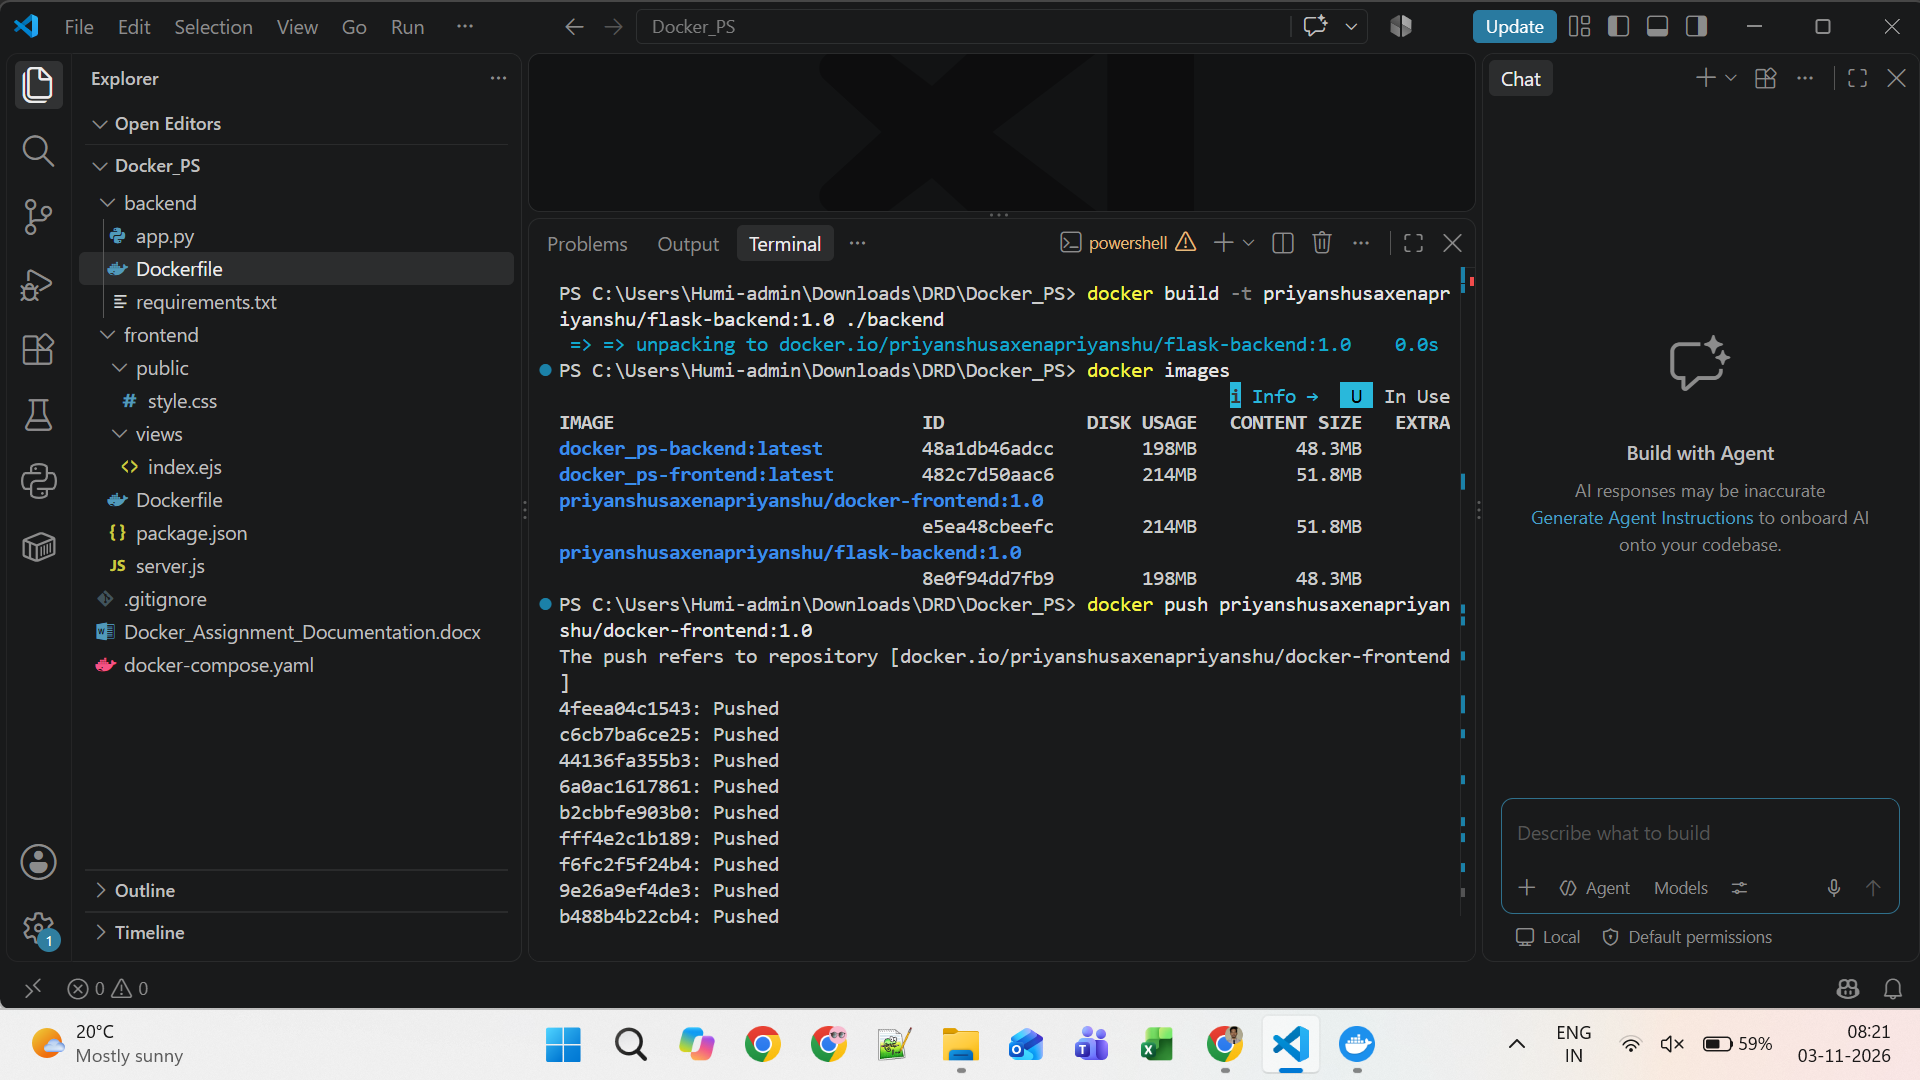 File Edit Selection View Go Run ···
Docker_PS
Update
Explorer
Open Editors
Docker_PS
backend
app.py
Dockerfile
requirements.txt
frontend
public
# style.css
views
<> index.ejs
Dockerfile
{} package.json
JS server.js
.gitignore
Docker_Assignment_Documentation.docx
docker-compose.yaml
Outline
Timeline
1
Problems Output Terminal ···
powershell
PS C:\Users\Humi-admin\Downloads\DRD\Docker_PS> docker build -t priyanshusaxenapr
iyanshu/flask-backend:1.0 ./backend
=> => unpacking to docker.io/priyanshusaxenapriyanshu/flask-backend:1.0 0.0s
PS C:\Users\Humi-admin\Downloads\DRD\Docker_PS> docker images
i Info → U In Use
IMAGE ID DISK USAGE CONTENT SIZE EXTRA
docker_ps-backend:latest 48a1db46adcc 198MB 48.3MB
docker_ps-frontend:latest 482c7d50aac6 214MB 51.8MB
priyanshusaxenapriyanshu/docker-frontend:1.0
e5ea48cbeefc 214MB 51.8MB
priyanshusaxenapriyanshu/flask-backend:1.0
8e0f94dd7fb9 198MB 48.3MB
PS C:\Users\Humi-admin\Downloads\DRD\Docker_PS> docker push priyanshusaxenapriyan
shu/docker-frontend:1.0
The push refers to repository [docker.io/priyanshusaxenapriyanshu/docker-frontend
]
4feea04c1543: Pushed
c6cb7ba6ce25: Pushed
44136fa355b3: Pushed
6a0ac1617861: Pushed
b2cbbfe903b0: Pushed
fff4e2c1b189: Pushed
f6fc2f5f24b4: Pushed
9e26a9ef4de3: Pushed
b488b4b22cb4: Pushed
Chat
Build with Agent
AI responses may be inaccurate
Generate Agent Instructions to onboard AI
onto your codebase.
Describe what to build
Agent Models
Local Default permissions
0 0
20°C
Mostly sunny
ENG
IN
59%
08:21
03-11-2026